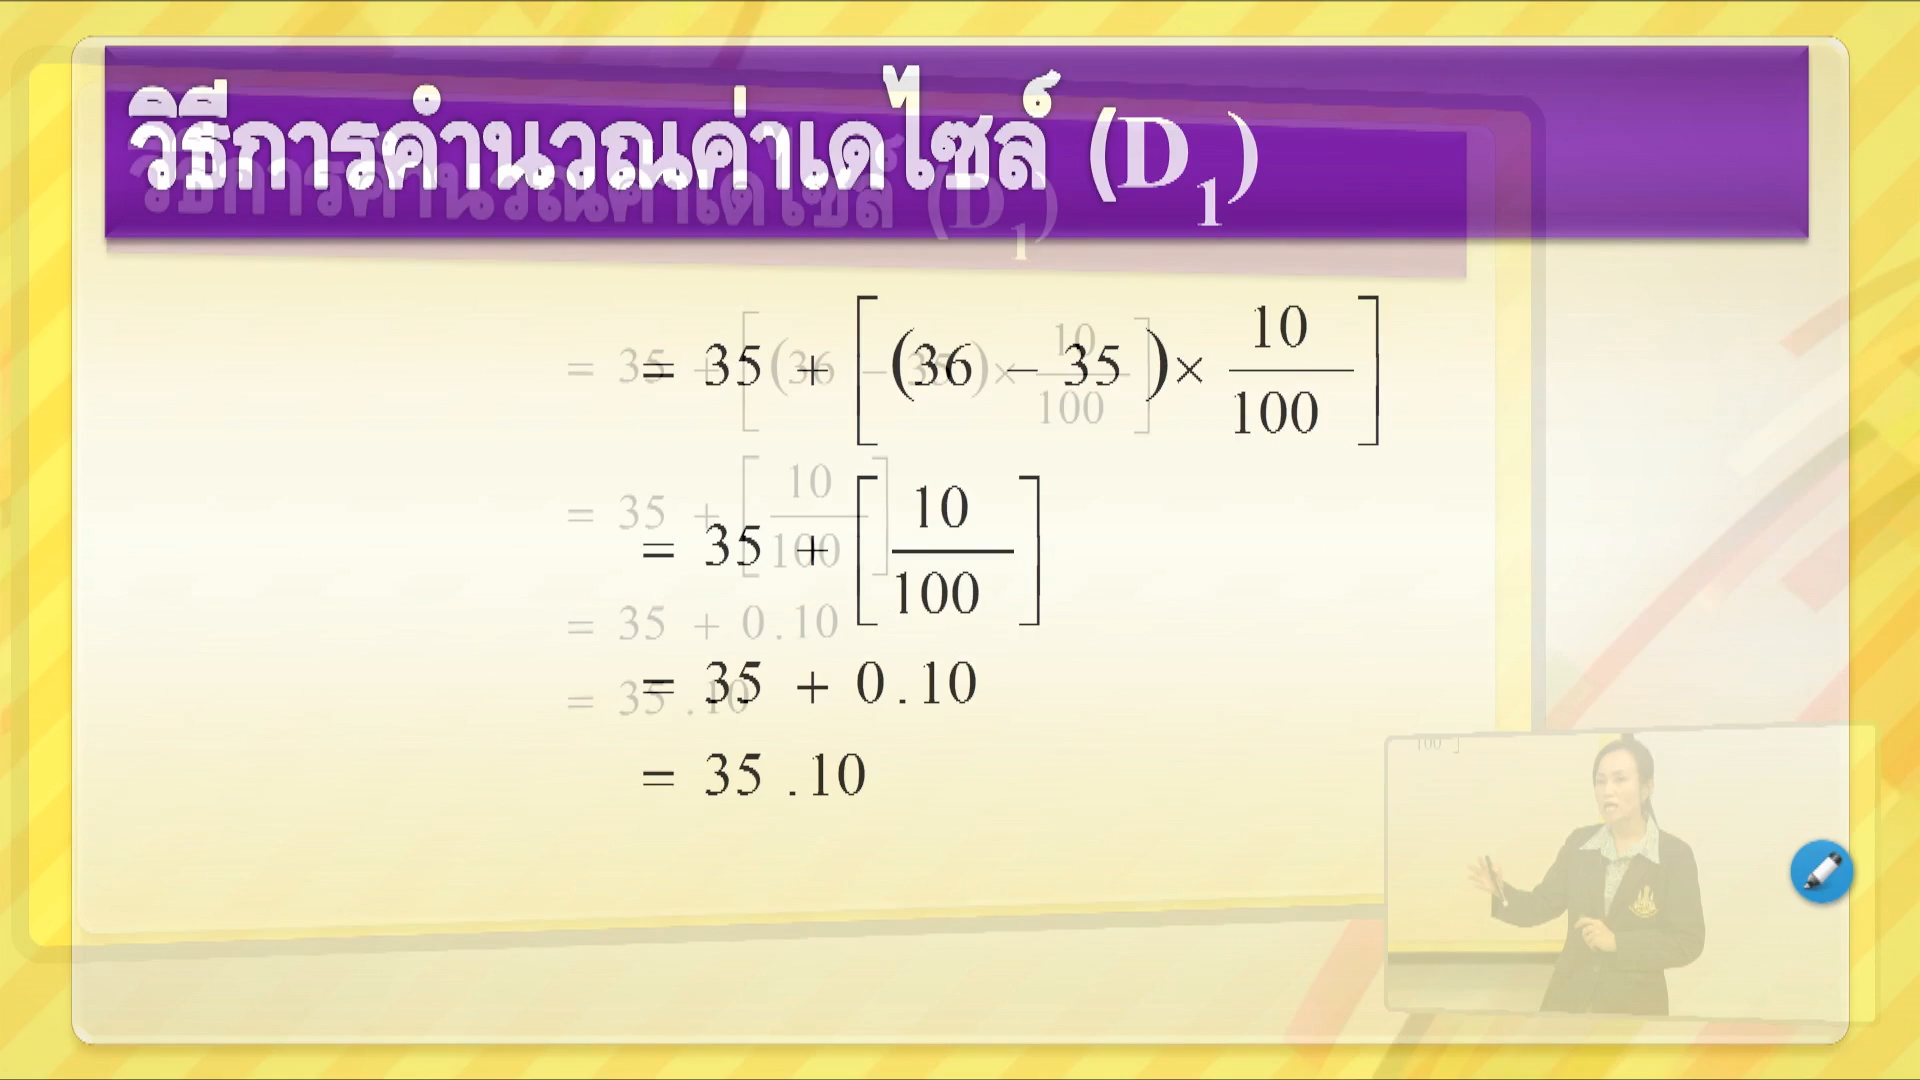 วิธีการคำนวณค่าเดไซล์ (D₁)
= 35 + [(36 − 35) × 10/100]
= 35 + [10/100]
= 35 + 0.10
= 35.10